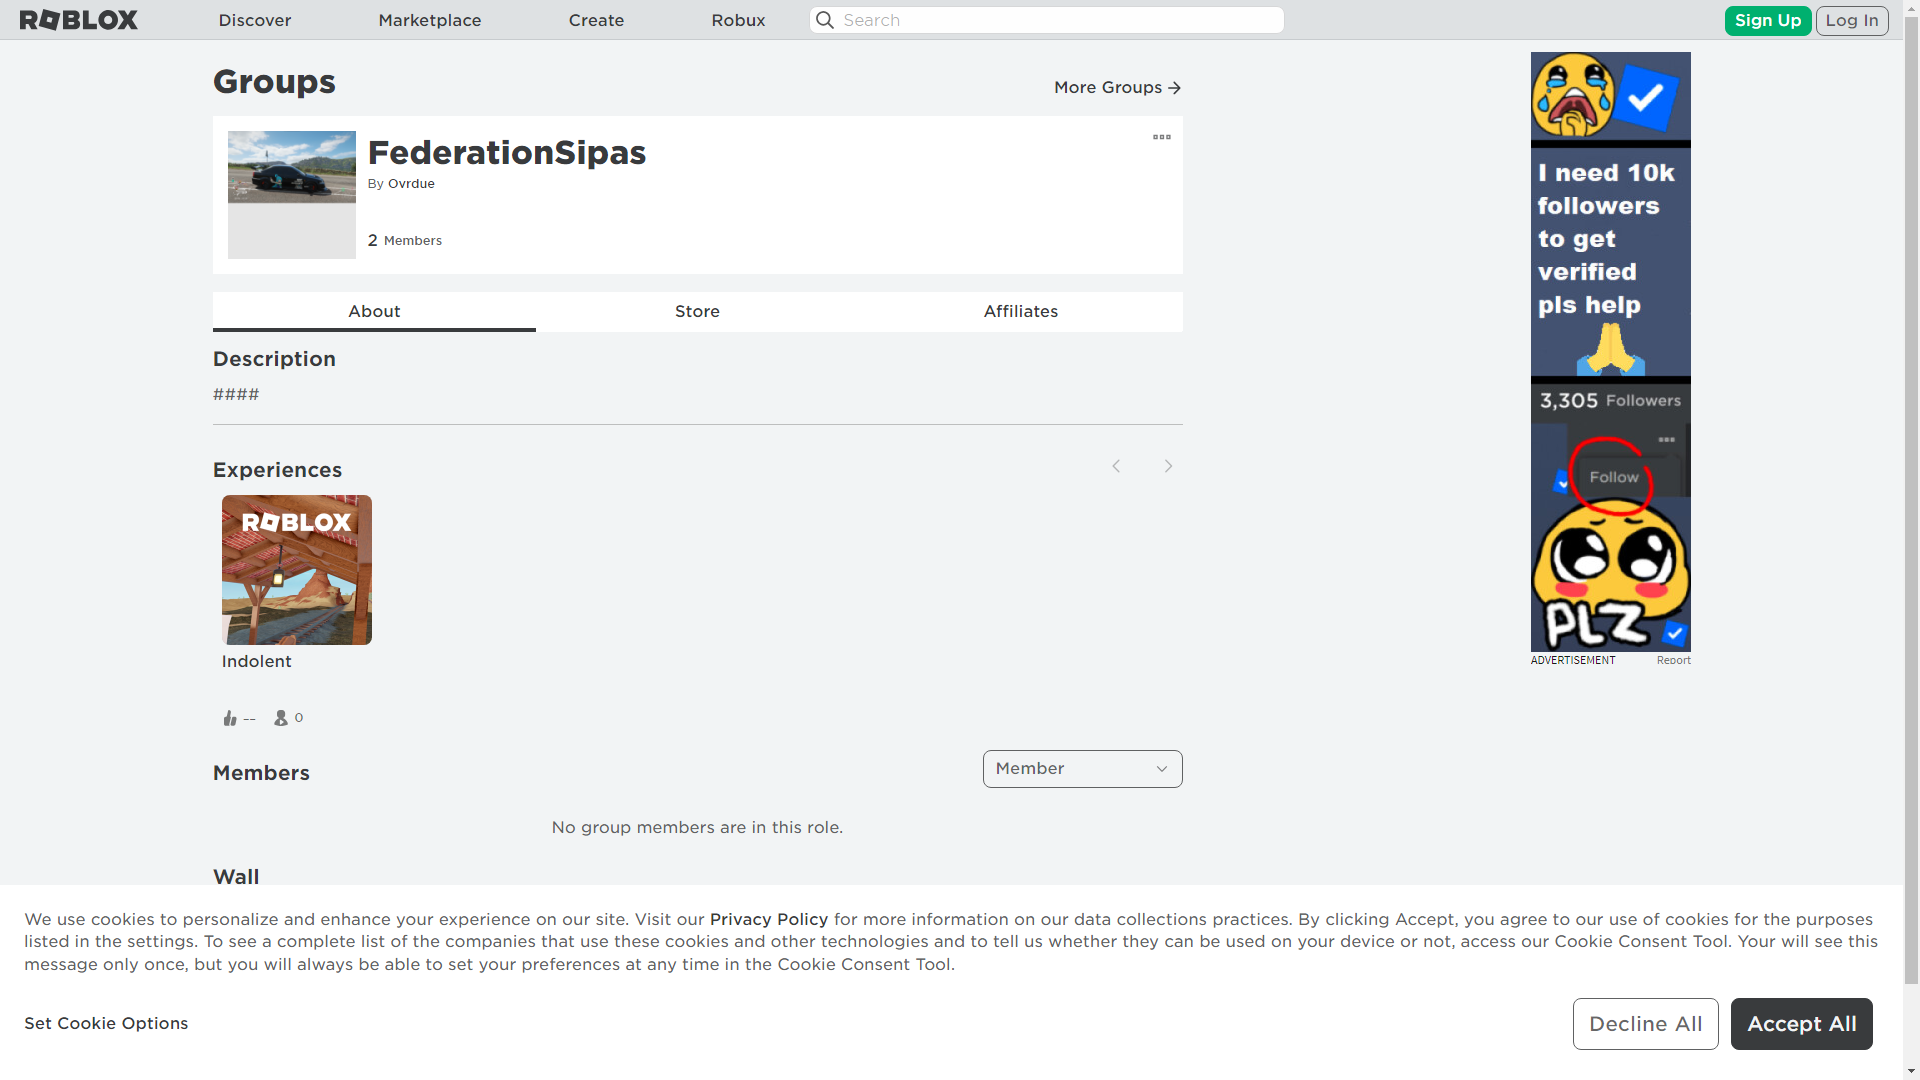 ROBLOX
Discover
Marketplace
Create
Robux
Search
Sign Up
Log In
Groups
More Groups
FederationSipas
By Ovrdue
2 Members
About
Store
Affiliates
Description
####
Experiences
ROBLOX
Indolent
--
0
Members
Member
No group members are in this role.
Wall
I need 10k
followers
to get
verified
pls help
3,305 Followers
Follow
PLZ
ADVERTISEMENT
Report
We use cookies to personalize and enhance your experience on our site. Visit our Privacy Policy for more information on our data collections practices. By clicking Accept, you agree to our use of cookies for the purposes
listed in the settings. To see a complete list of the companies that use these cookies and other technologies and to tell us whether they can be used on your device or not, access our Cookie Consent Tool. Your will see this
message only once, but you will always be able to set your preferences at any time in the Cookie Consent Tool.
Set Cookie Options
Decline All
Accept All